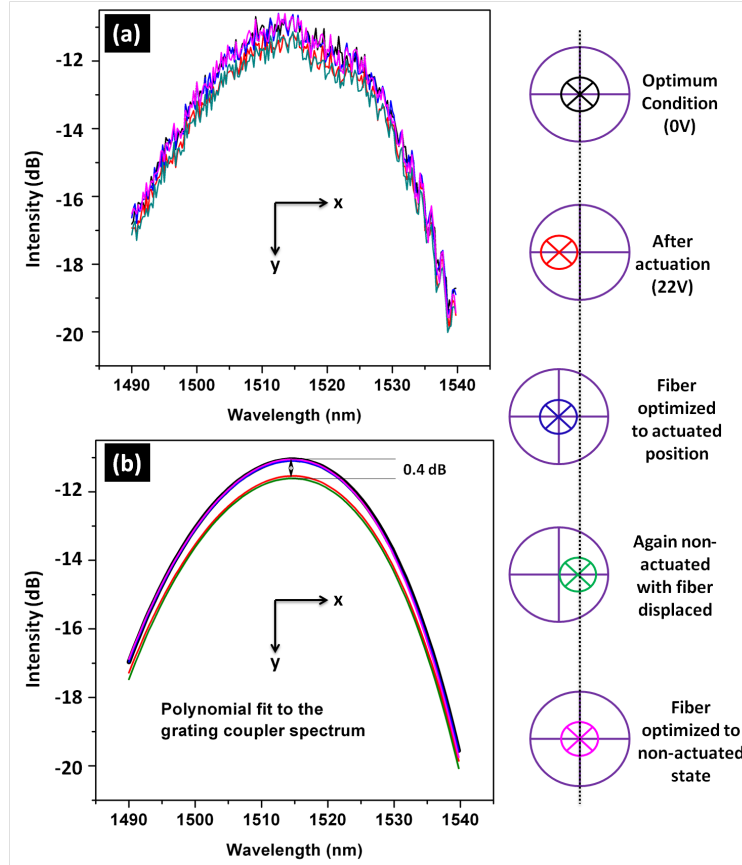 (a)
-12
-14
-16
-18
-20
Intensity (dB)
x
y
1490 1500 1510 1520 1530 1540
Wavelength (nm)
(b)
0.4 dB
-12
-14
-16
-18
-20
Intensity (dB)
x
y
Polynomial fit to the
grating coupler spectrum
1490 1500 1510 1520 1530 1540
Wavelength (nm)
Optimum
Condition
(0V)
After
actuation
(22V)
Fiber
optimized
to actuated
position
Again non-
actuated
with fiber
displaced
Fiber
optimized to
non-actuated
state